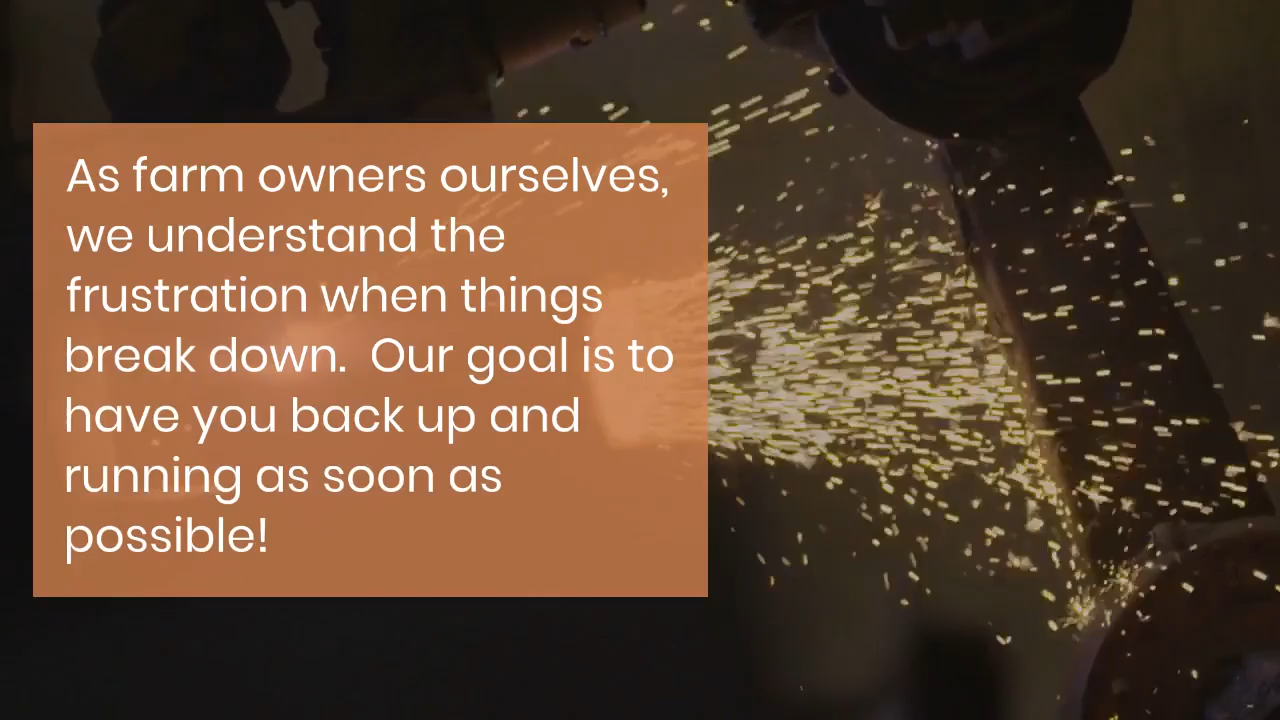 As farm owners ourselves,
we understand the
frustration when things
break down.  Our goal is to
have you back up and
running as soon as
possible!